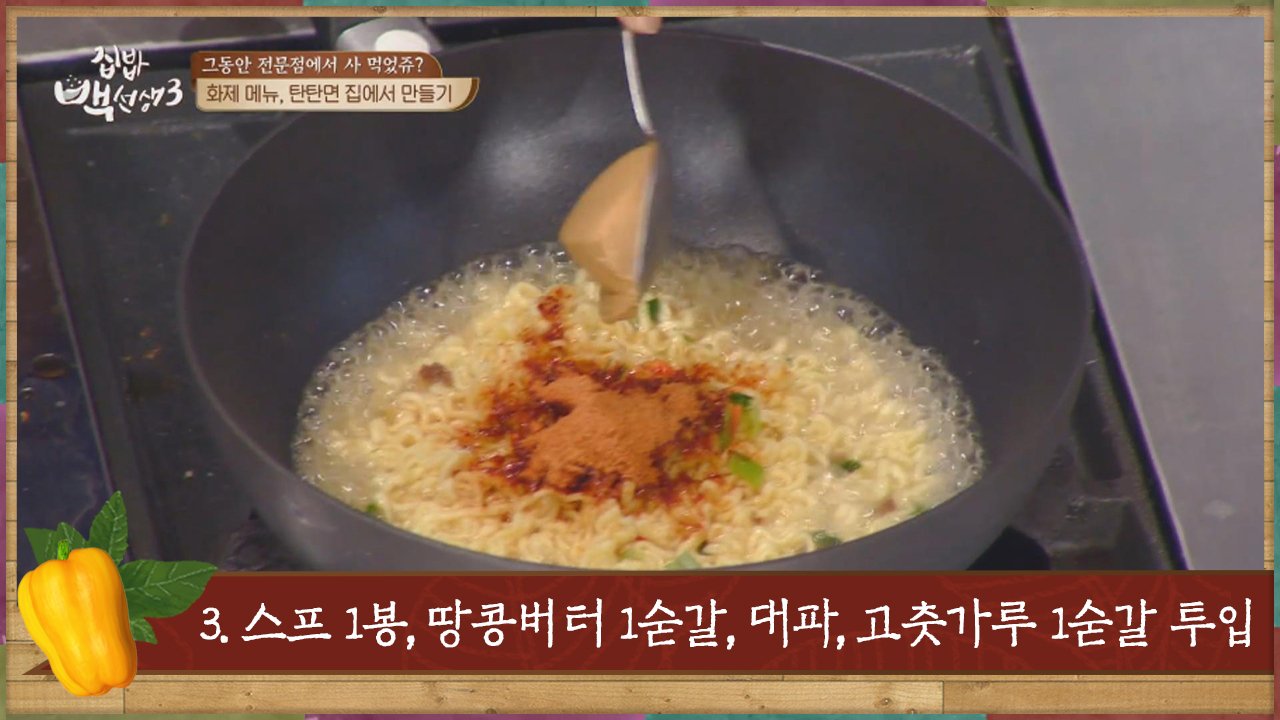 집밥
백선생3
그동안 전문점에서 사 먹었쥬?
화제 메뉴, 탄탄면 집에서 만들기
3. 스프 1봉, 땅콩버터 1숟갈, 대파, 고춧가루 1숟갈 투입